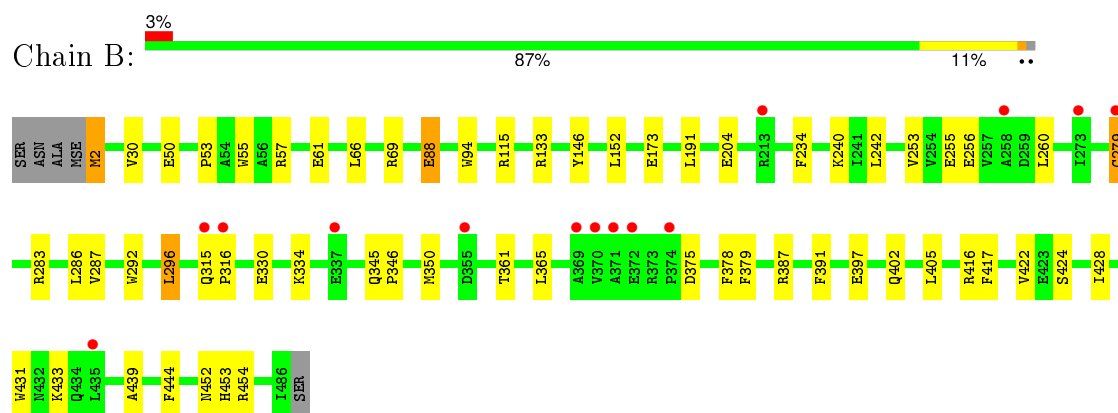 3%
Chain B:
87% 11% ••
SER ASN ALA MSE M2 V30 E50 P53 A54 W55 A56 R57 E61 L66 R69 E88 W94 R115 R133 Y146 L152 E173 L191 E204 R213 F234 K240 I241 L242 V253 V254 E255 E256 V257 A258 D259 L260 I273
R283 L286 V287 W292 L296 Q315 P316 E330 K334 E337 Q345 P346 M350 D355 T361 L365 A369 V370 A371 E372 R373 P374 D375 F378 F379 R387 F391 E397 Q402 L405 R416 F417 V422 E423 S424 I428
W431 N432 K433 Q434 L435 A439 F444 N452 H453 R454 I486 SER